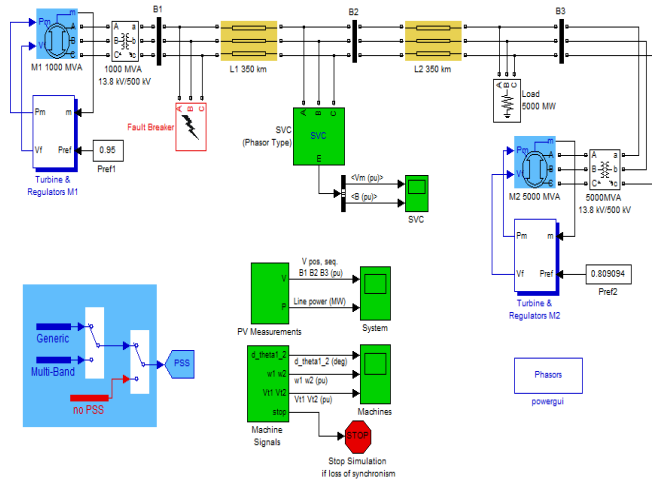 B1
B2
B3
Pm
Vf
m
A
B
C
a
b
c
M1 1000 MVA
1000 MVA
13.8 kV/500 kV
L1 350 km
L2 350 km
A B C
Fault Breaker
A B C
SVC
m
SVC
(Phasor Type)
A B C
Load
5000 MW
Pm
Vf
m
Pref
0.95
Pref1
Turbine &
Regulators M1
<Vm (pu)>
<B (pu)>
SVC
Pm
Vf
m
A
B
C
A
B
C
a
b
c
M2 5000 MVA
5000MVA
13.8 kV/500 kV
Pm
Vf
m
Pref
0.809094
Pref2
Turbine &
Regulators M2
V
P
V pos. seq.
B1 B2 B3 (pu)
Line power (MW)
PV Measurements
System
Generic
Multi-Band
no PSS
PSS
d_theta1_2
w1 w2
Vt1 Vt2
stop
d_theta1_2 (deg)
w1 w2 (pu)
Vt1 Vt2 (pu)
Machines
Machine
Signals
STOP
Stop Simulation
if loss of synchronism
Phasors
powergui